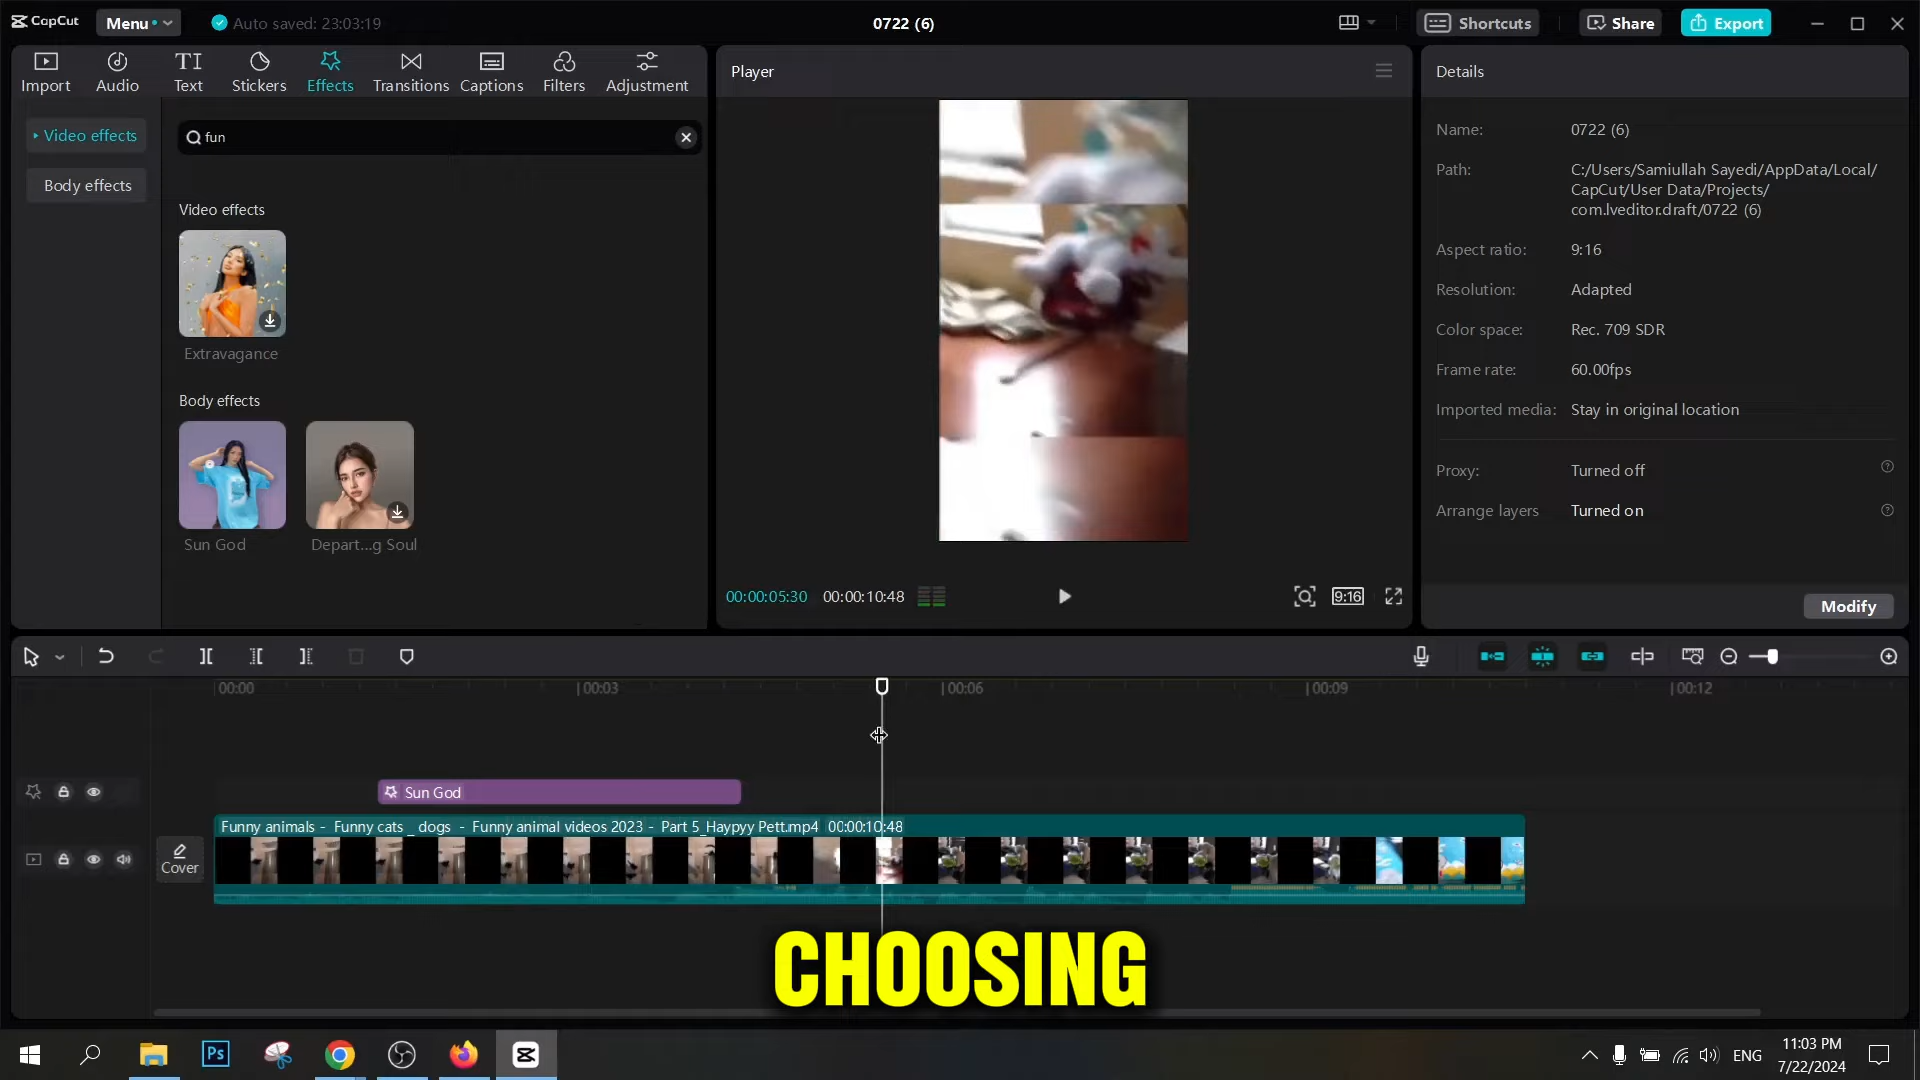 CapCut
Menu
Auto saved: 23:03:19
0722 (6)
Shortcuts
Share
Export
Import
Audio
TI
Text
Stickers
Effects
Transitions
Captions
Filters
Adjustment
Video effects
Body effects
fun
Video effects
Extravagance
Body effects
Sun God
Depart...g Soul
Player
00:00:05:30
00:00:10:48
9:16
Details
Name:
0722 (6)
Path:
C:/Users/Samiullah Sayedi/AppData/Local/
CapCut/User Data/Projects/
com.lveditor.draft/0722 (6)
Aspect ratio:
9:16
Resolution:
Adapted
Color space:
Rec. 709 SDR
Frame rate:
60.00fps
Imported media:
Stay in original location
Proxy:
Turned off
Arrange layers
Turned on
Modify
00:00
00:03
00:06
00:09
00:12
Sun God
Funny animals - Funny cats _ dogs - Funny animal videos 2023 - Part 5_Haypyy Pett.mp4 00:00:10:48
Cover
CHOOSING
Ps
ENG
11:03 PM
7/22/2024